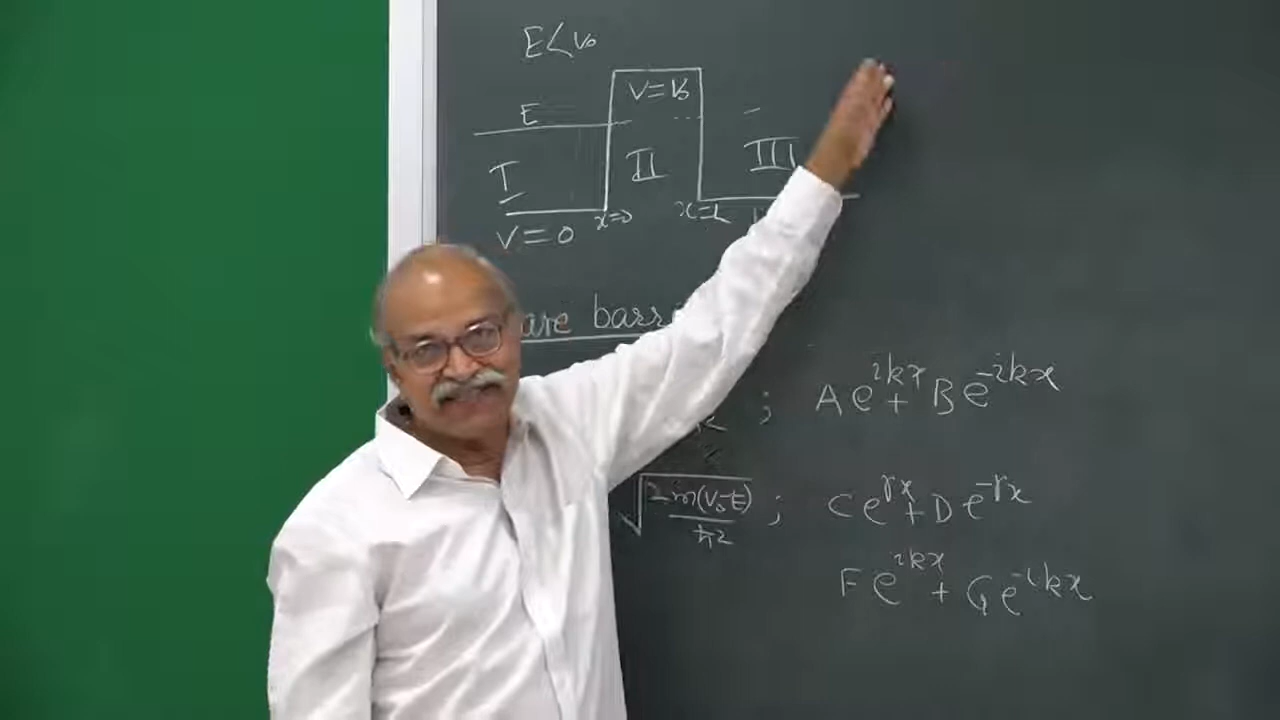 E<V₀
V=V₀
E
I
II
III
x=0
x=L
V=0
are barri
; Ae^{ikx} + Be^{-ikx}
√(2m(V₀-E)/ħ²) ; Ce^{γx} + De^{-γx}
Fe^{ikx} + Ge^{-ikx}